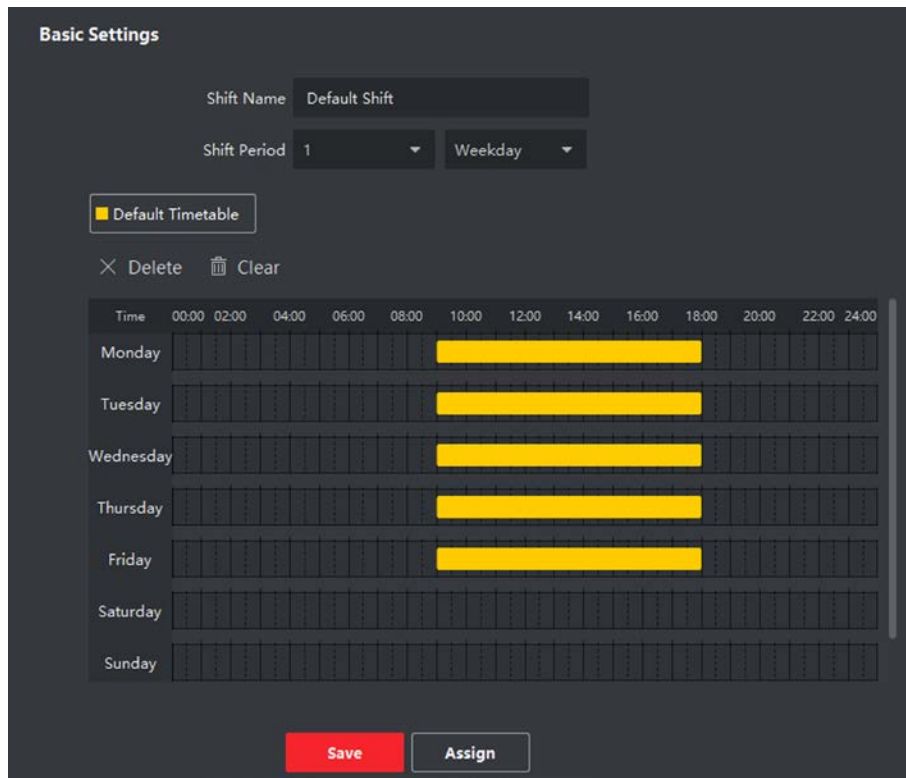 Basic Settings
Shift Name Default Shift
Shift Period 1 Weekday
Default Timetable
Delete Clear
Time 00:00 02:00 04:00 06:00 08:00 10:00 12:00 14:00 16:00 18:00 20:00 22:00 24:00
Monday
Tuesday
Wednesday
Thursday
Friday
Saturday
Sunday
Save Assign